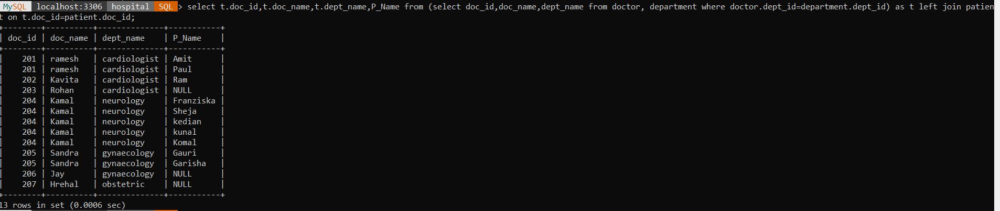 MySQL localhost:3306 hospital SQL > select t.doc_id,t.doc_name,t.dept_name,P_Name from (select doc_id,doc_name,dept_name from doctor, department where doctor.dept_id=department.dept_id) as t left join patien
t on t.doc_id=patient.doc_id;
+--------+----------+--------------+-----------+
| doc_id | doc_name | dept_name    | P_Name    |
+--------+----------+--------------+-----------+
|    201 | ramesh   | cardiologist | Amit      |
|    201 | ramesh   | cardiologist | Paul      |
|    202 | Kavita   | cardiologist | Ram       |
|    203 | Rohan    | cardiologist | NULL      |
|    204 | Kamal    | neurology    | Franziska |
|    204 | Kamal    | neurology    | Sheja     |
|    204 | Kamal    | neurology    | kedian    |
|    204 | Kamal    | neurology    | kunal     |
|    204 | Kamal    | neurology    | Komal     |
|    205 | Sandra   | gynaecology  | Gauri     |
|    205 | Sandra   | gynaecology  | Garisha   |
|    206 | Jay      | gynaecology  | NULL      |
|    207 | Hrehal   | obstetric    | NULL      |
+--------+----------+--------------+-----------+
13 rows in set (0.0006 sec)